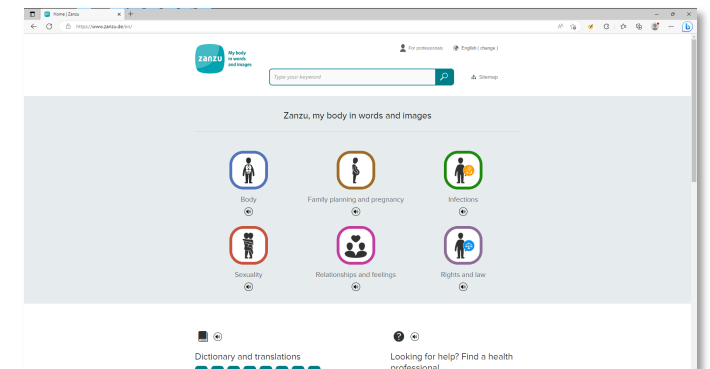 Home | Zanzu
https://www.zanzu.de/en/
zanzu
My body
in words
and images
For professionals
English ( change )
Type your keyword
Sitemap
Zanzu, my body in words and images
Body
Family planning and pregnancy
Infections
Sexuality
Relationships and feelings
Rights and law
Dictionary and translations
Looking for help? Find a health
professional